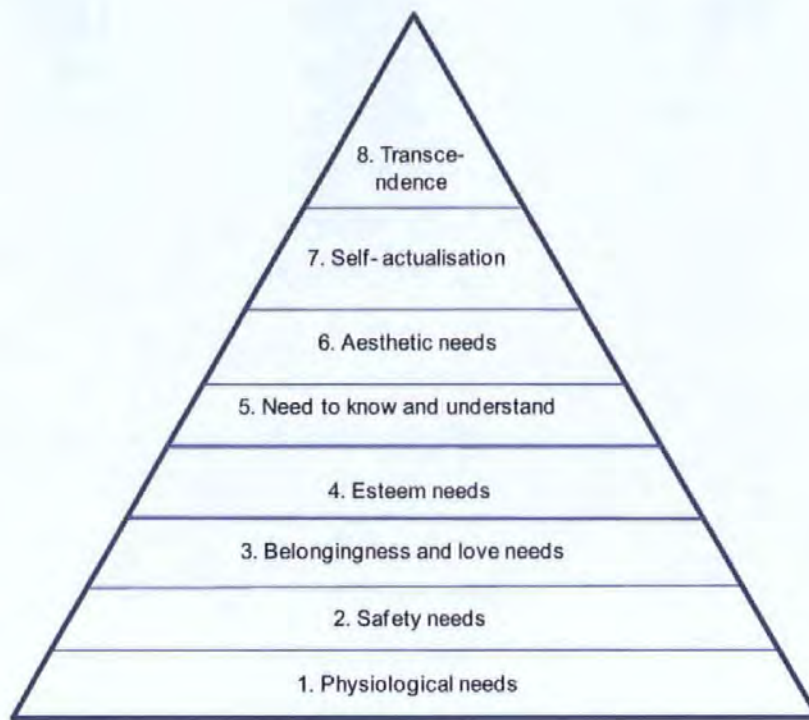 8. Transce-
ndence
7. Self- actualisation
6. Aesthetic needs
5. Need to know and understand
4. Esteem needs
3. Belongingness and love needs
2. Safety needs
1. Physiological needs